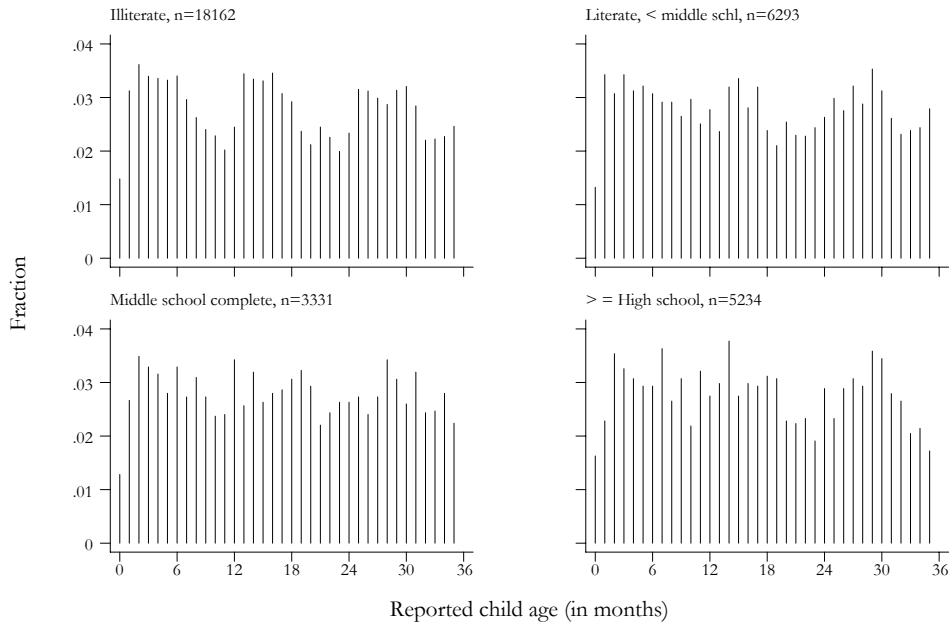 Illiterate, n=18162
Literate, < middle schl, n=6293
.04
.03
.02
.01
0
Fraction
Middle school complete, n=3331
> = High school, n=5234
.04
.03
.02
.01
0
0 6 12 18 24 30 36
0 6 12 18 24 30 36
Reported child age (in months)